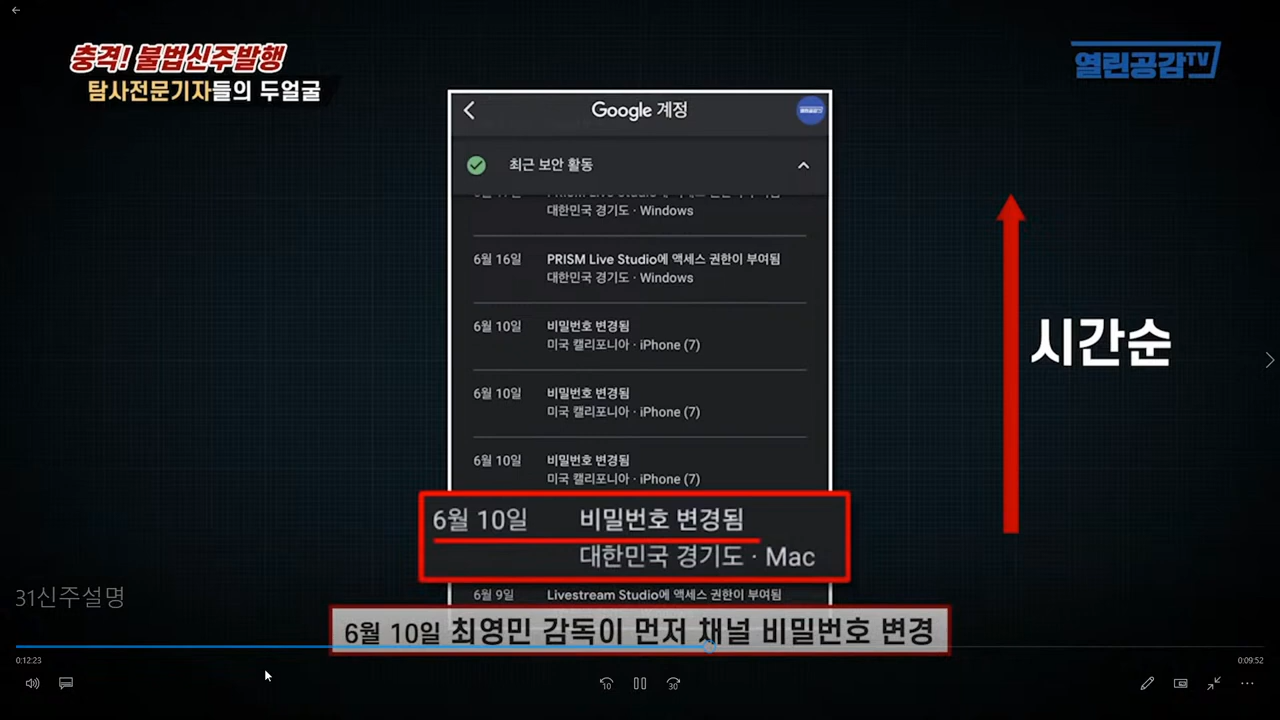 충격! 불법신주발행
탐사전문기자들의 두얼굴
열린공감TV
Google 계정
최근 보안 활동
대한민국 경기도 · Windows
6월 16일 PRISM Live Studio에 액세스 권한이 부여됨
대한민국 경기도 · Windows
6월 10일 비밀번호 변경됨
미국 캘리포니아 · iPhone (7)
6월 10일 비밀번호 변경됨
미국 캘리포니아 · iPhone (7)
6월 10일 비밀번호 변경됨
미국 캘리포니아 · iPhone (7)
6월 10일 비밀번호 변경됨
대한민국 경기도 · Mac
6월 9일 Livestream Studio에 액세스 권한이 부여됨
시간순
31신주설명
6월 10일 최영민 감독이 먼저 채널 비밀번호 변경
0:12:23
0:09:52
10
30